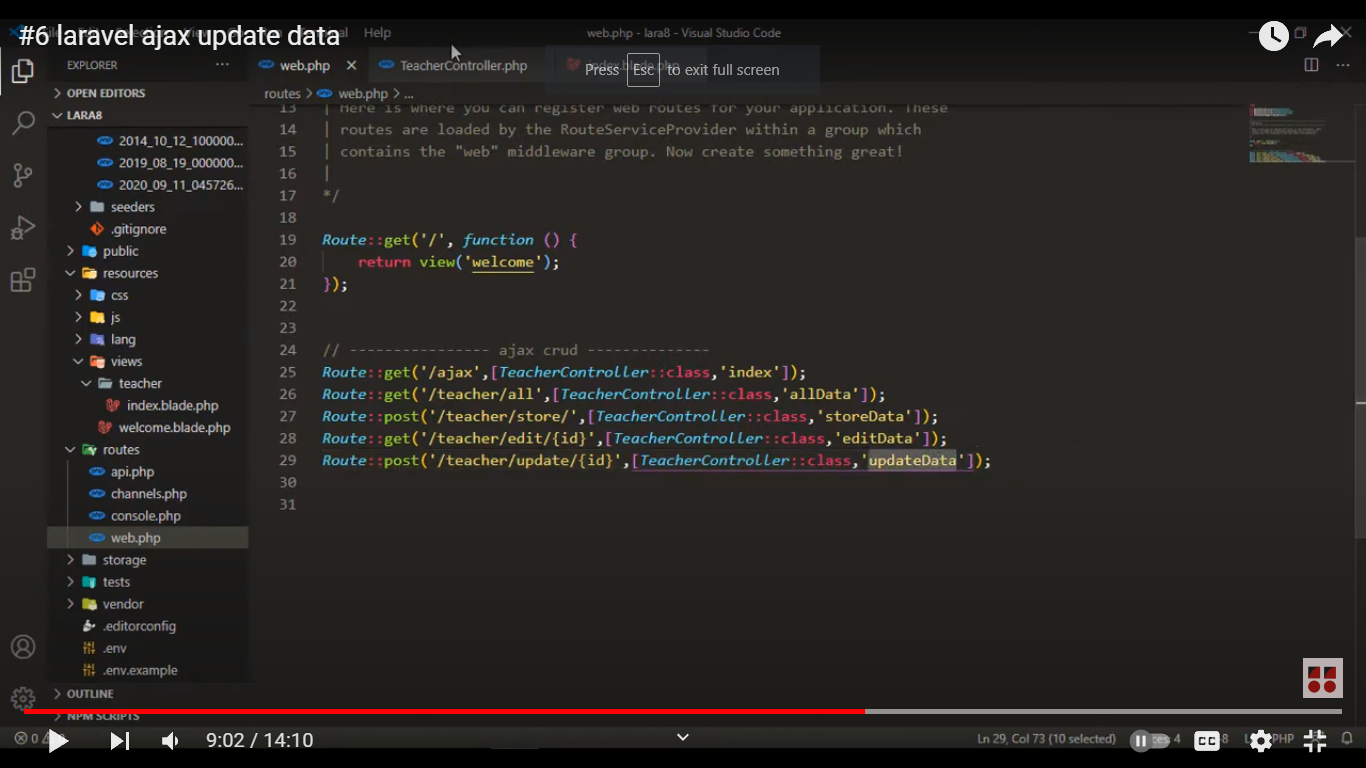 #6 laravel ajax update data
Help
web.php - lara8 - Visual Studio Code
EXPLORER
···
web.php
TeacherController.php
Press Esc to exit full screen
···
OPEN EDITORS
LARA8
2014_10_12_100000...
2019_08_19_000000...
2020_09_11_045726...
seeders
.gitignore
public
resources
css
js
lang
views
teacher
index.blade.php
welcome.blade.php
routes
api.php
channels.php
console.php
web.php
storage
tests
vendor
.editorconfig
.env
.env.example
OUTLINE
NPM SCRIPTS
routes > web.php > ...
13 | Here is where you can register web routes for your application. These
14 | routes are loaded by the RouteServiceProvider within a group which
15 | contains the "web" middleware group. Now create something great!
16 |
17 */
18
19 Route::get('/', function () {
20 return view('welcome');
21 });
22
23
24 // ---------------- ajax crud --------------
25 Route::get('/ajax',[TeacherController::class,'index']);
26 Route::get('/teacher/all',[TeacherController::class,'allData']);
27 Route::post('/teacher/store/',[TeacherController::class,'storeData']);
28 Route::get('/teacher/edit/{id}',[TeacherController::class,'editData']);
29 Route::post('/teacher/update/{id}',[TeacherController::class,'updateData']);
30
31
0
9:02 / 14:10
Ln 29, Col 73 (10 selected)
4
CC
PHP